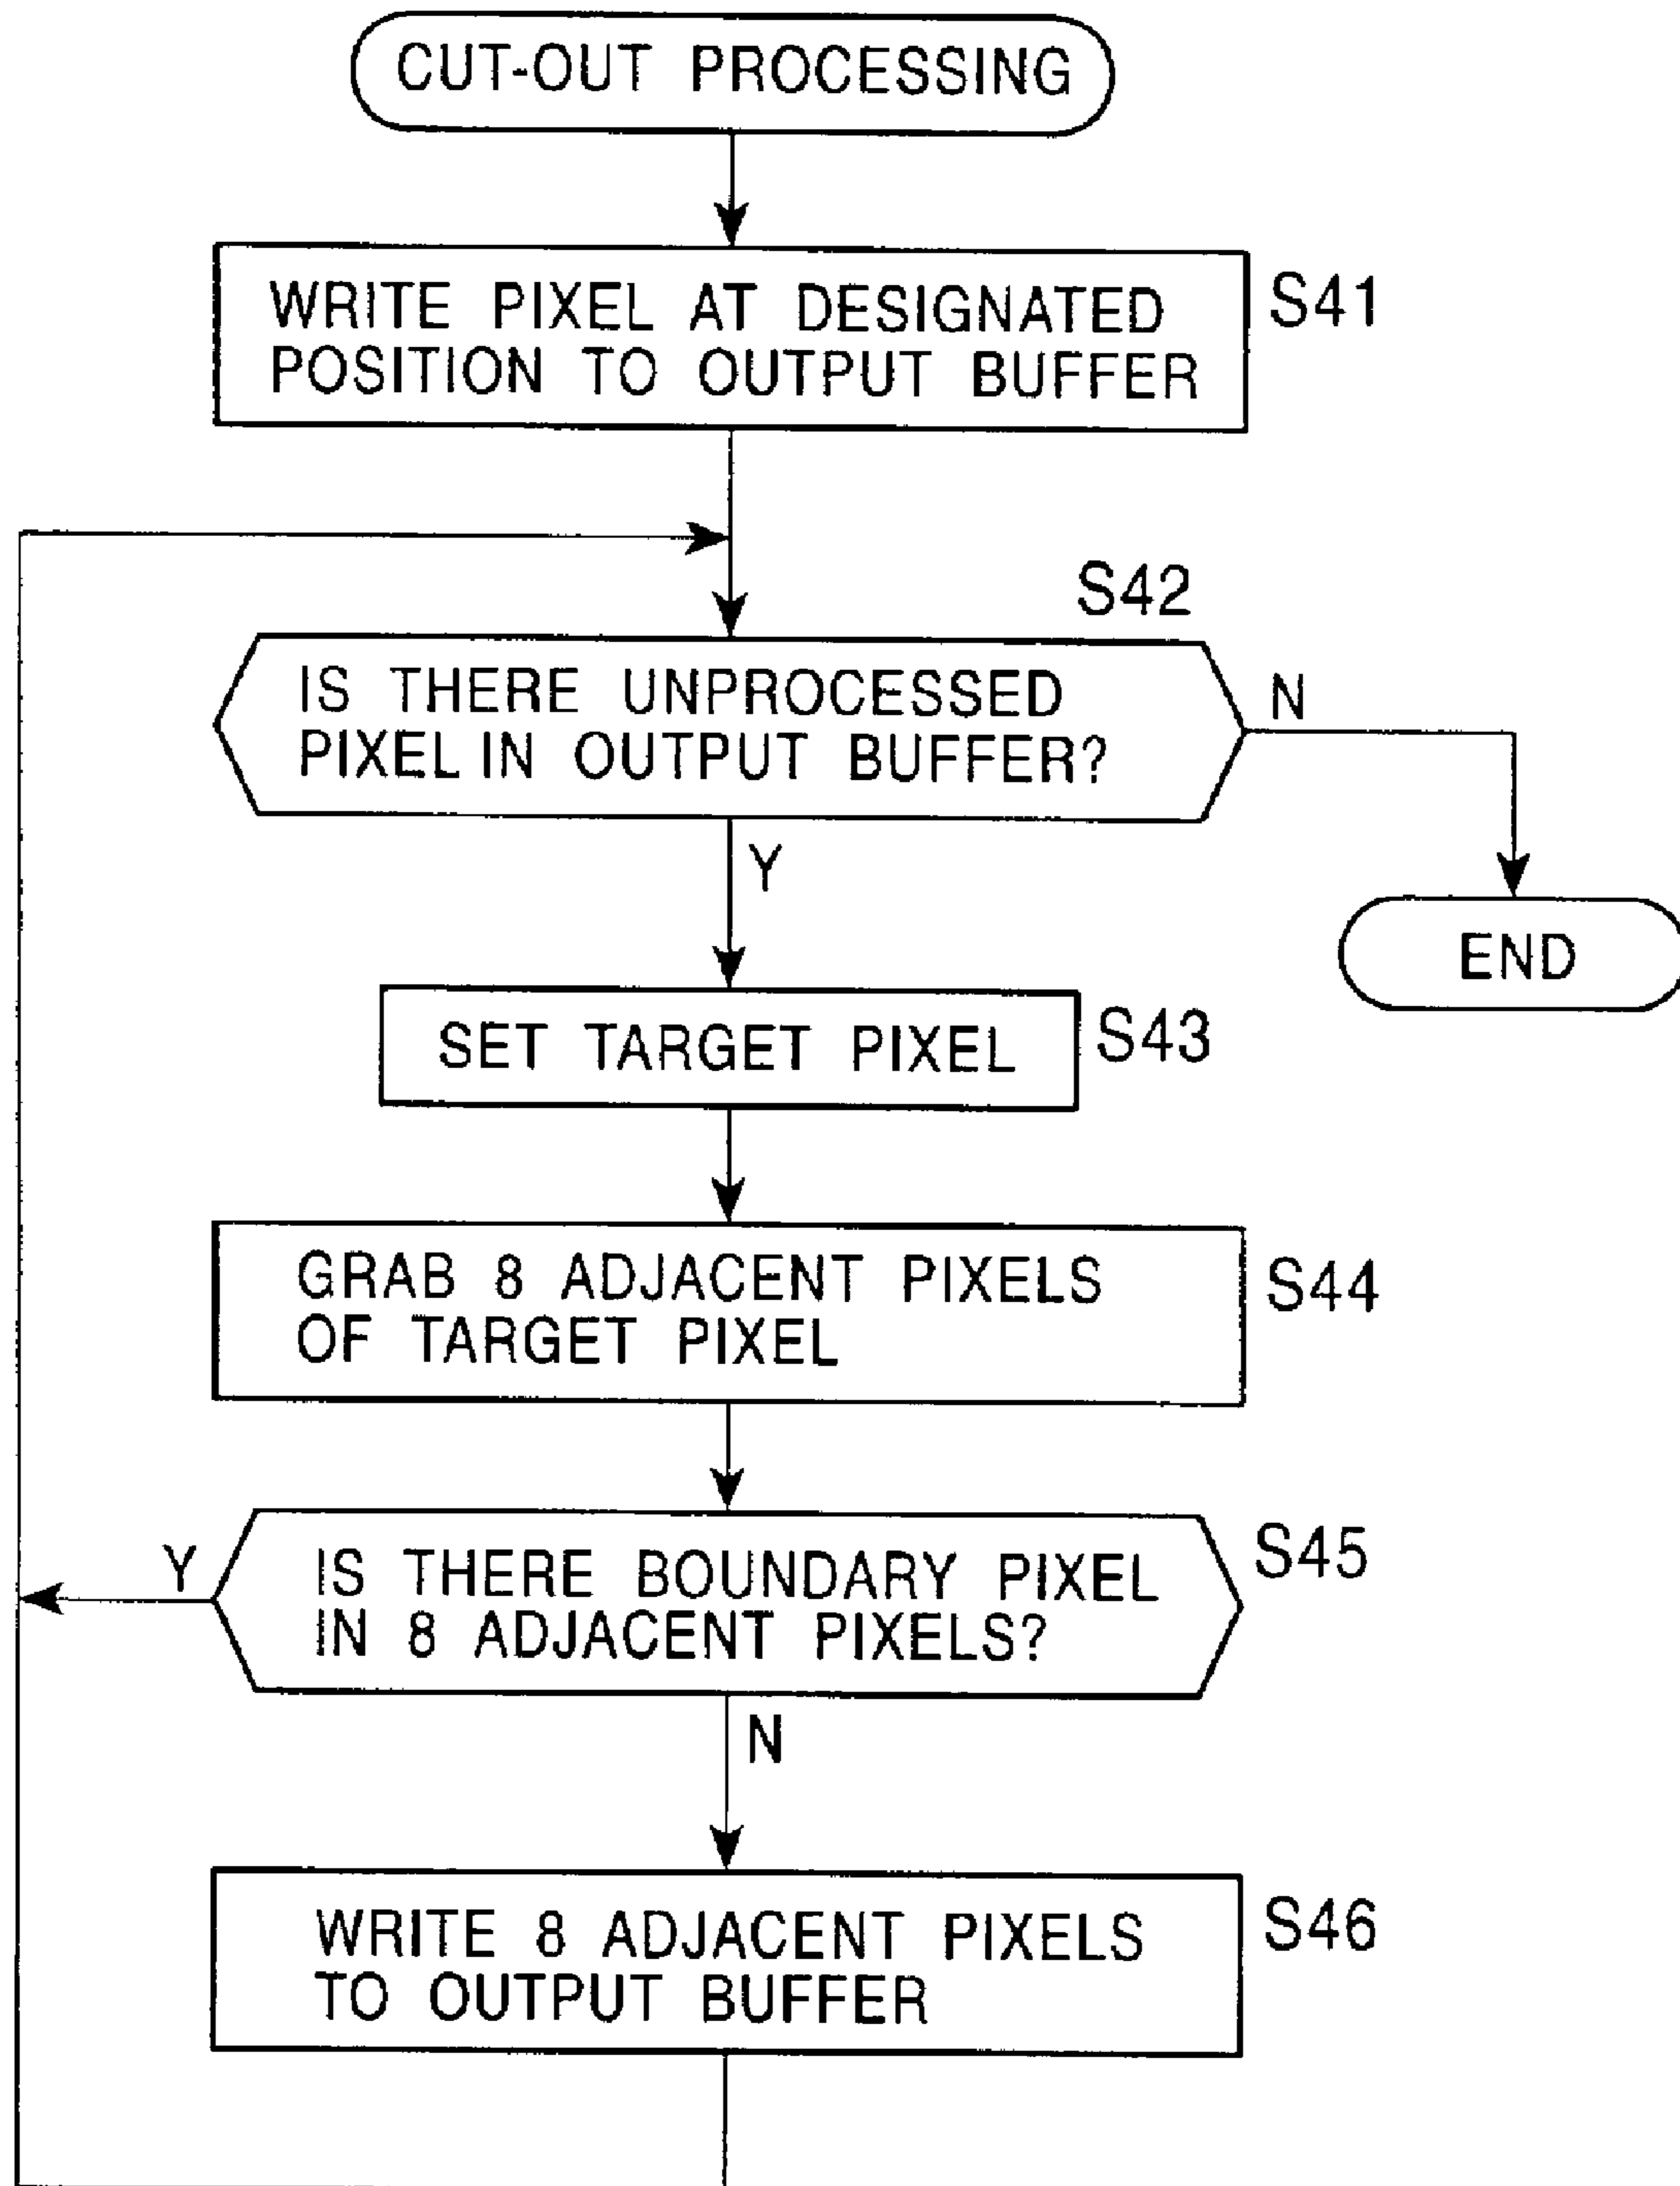 CUT-OUT PROCESSING
WRITE PIXEL AT DESIGNATED
POSITION TO OUTPUT BUFFER
S41
S42
IS THERE UNPROCESSED
PIXEL IN OUTPUT BUFFER?
N
Y
END
SET TARGET PIXEL
S43
GRAB 8 ADJACENT PIXELS
OF TARGET PIXEL
S44
Y
IS THERE BOUNDARY PIXEL
IN 8 ADJACENT PIXELS?
S45
N
WRITE 8 ADJACENT PIXELS
TO OUTPUT BUFFER
S46